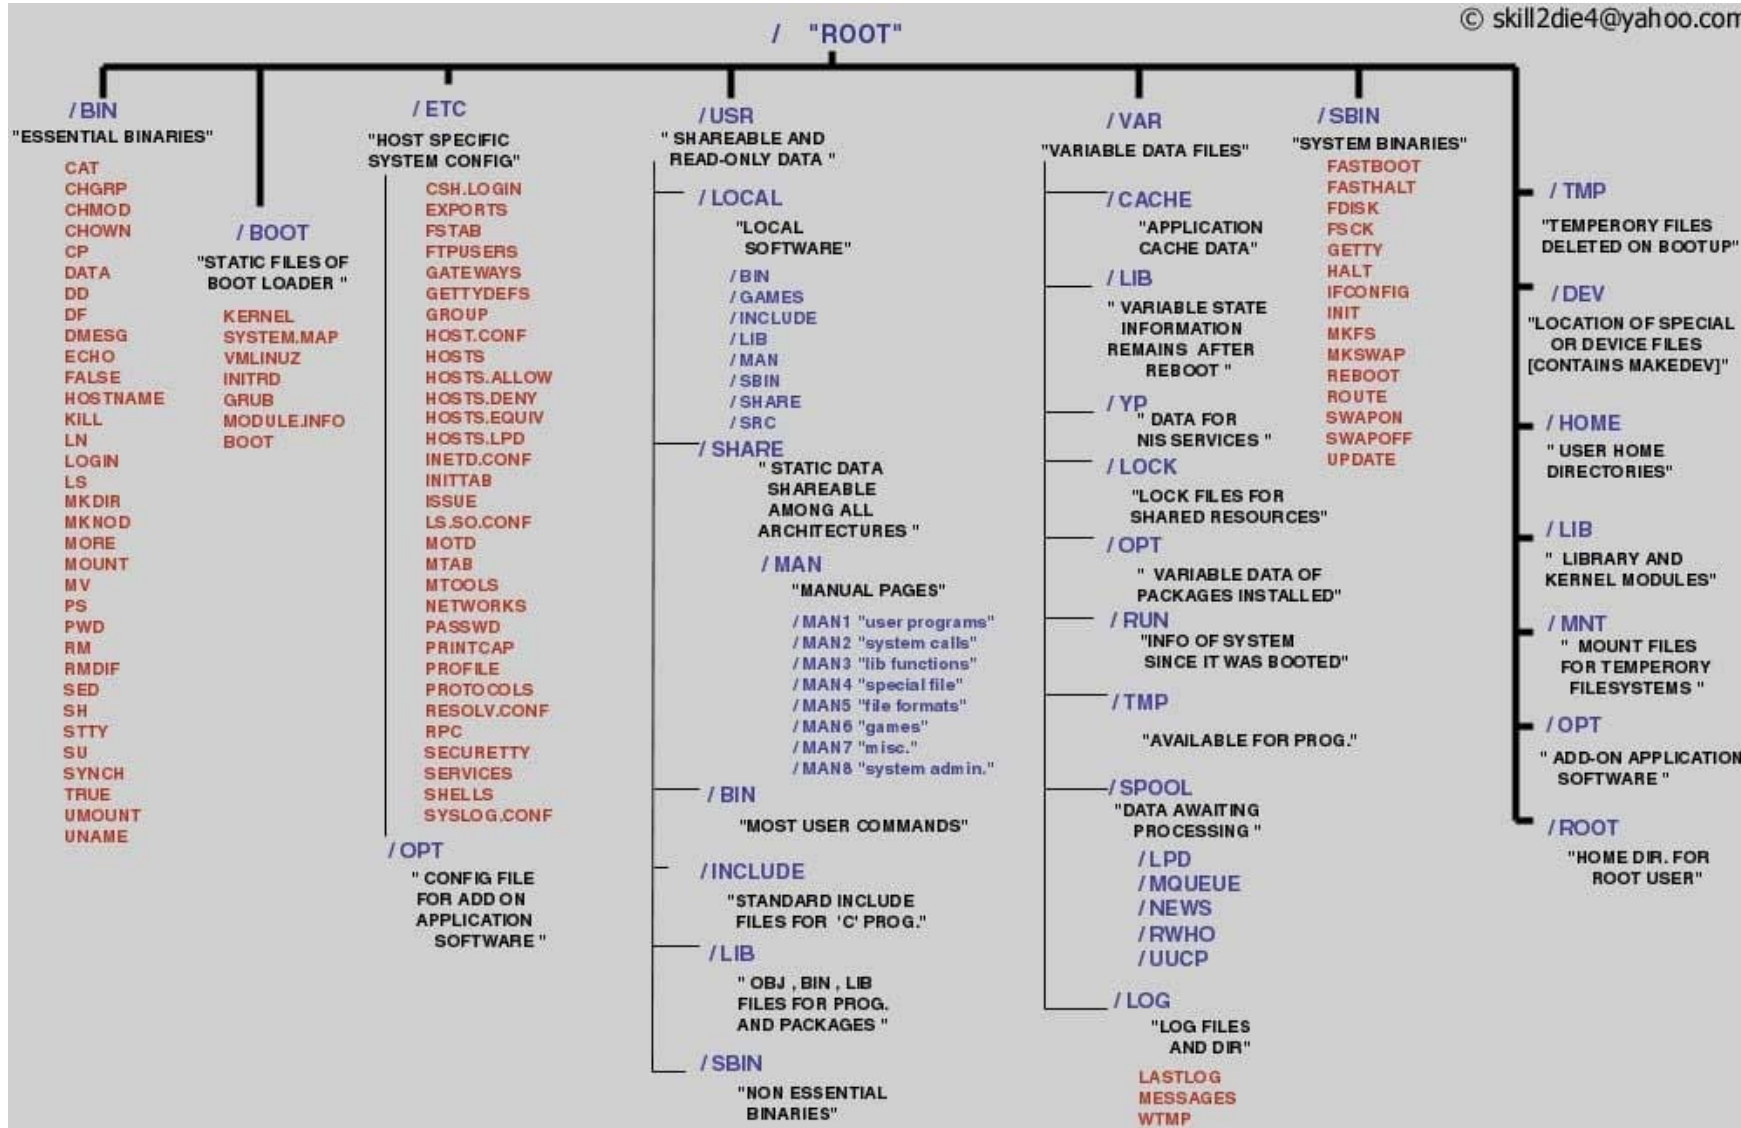 © skill2die4@yahoo.com
/ "ROOT"
/BIN
"ESSENTIAL BINARIES"
CAT
CHGRP
CHMOD
CHOWN
CP
DATA
DD
DF
DMESG
ECHO
FALSE
HOSTNAME
KILL
LN
LOGIN
LS
MKDIR
MKNOD
MORE
MOUNT
MV
PS
PWD
RM
RMDIF
SED
SH
STTY
SU
SYNCH
TRUE
UMOUNT
UNAME
/BOOT
"STATIC FILES OF
BOOT LOADER "
KERNEL
SYSTEM.MAP
VMLINUZ
INITRD
GRUB
MODULE.INFO
BOOT
/ETC
"HOST SPECIFIC
SYSTEM CONFIG"
CSH.LOGIN
EXPORTS
FSTAB
FTPUSERS
GATEWAYS
GETTYDEFS
GROUP
HOST.CONF
HOSTS
HOSTS.ALLOW
HOSTS.DENY
HOSTS.EQUIV
HOSTS.LPD
INETD.CONF
INITTAB
ISSUE
LS.SO.CONF
MOTD
MTAB
MTOOLS
NETWORKS
PASSWD
PRINTCAP
PROFILE
PROTOCOLS
RESOLV.CONF
RPC
SECURETTY
SERVICES
SHELLS
SYSLOG.CONF
/OPT
" CONFIG FILE
FOR ADD ON
APPLICATION
SOFTWARE "
/USR
" SHAREABLE AND
READ-ONLY DATA "
/LOCAL
"LOCAL
SOFTWARE"
/BIN
/GAMES
/INCLUDE
/LIB
/MAN
/SBIN
/SHARE
/SRC
/SHARE
" STATIC DATA
SHAREABLE
AMONG ALL
ARCHITECTURES "
/MAN
"MANUAL PAGES"
/MAN1 "user programs"
/MAN2 "system calls"
/MAN3 "lib functions"
/MAN4 "special file"
/MAN5 "file formats"
/MAN6 "games"
/MAN7 "misc."
/MAN8 "system admin."
/BIN
"MOST USER COMMANDS"
/INCLUDE
"STANDARD INCLUDE
FILES FOR 'C' PROG."
/LIB
" OBJ , BIN , LIB
FILES FOR PROG.
AND PACKAGES "
/SBIN
"NON ESSENTIAL
BINARIES"
/VAR
"VARIABLE DATA FILES"
/CACHE
"APPLICATION
CACHE DATA"
/LIB
" VARIABLE STATE
INFORMATION
REMAINS AFTER
REBOOT "
/YP
" DATA FOR
NIS SERVICES "
/LOCK
"LOCK FILES FOR
SHARED RESOURCES"
/OPT
" VARIABLE DATA OF
PACKAGES INSTALLED"
/RUN
"INFO OF SYSTEM
SINCE IT WAS BOOTED"
/TMP
"AVAILABLE FOR PROG."
/SPOOL
"DATA AWAITING
PROCESSING "
/LPD
/MQUEUE
/NEWS
/RWHO
/UUCP
/LOG
"LOG FILES
AND DIR"
LASTLOG
MESSAGES
WTMP
/SBIN
"SYSTEM BINARIES"
FASTBOOT
FASTHALT
FDISK
FSCK
GETTY
HALT
IFCONFIG
INIT
MKFS
MKSWAP
REBOOT
ROUTE
SWAPON
SWAPOFF
UPDATE
/TMP
"TEMPERORY FILES
DELETED ON BOOTUP"
/DEV
"LOCATION OF SPECIAL
OR DEVICE FILES
[CONTAINS MAKEDEV]"
/HOME
" USER HOME
DIRECTORIES"
/LIB
" LIBRARY AND
KERNEL MODULES"
/MNT
" MOUNT FILES
FOR TEMPERORY
FILESYSTEMS "
/OPT
" ADD-ON APPLICATION
SOFTWARE "
/ROOT
"HOME DIR. FOR
ROOT USER"